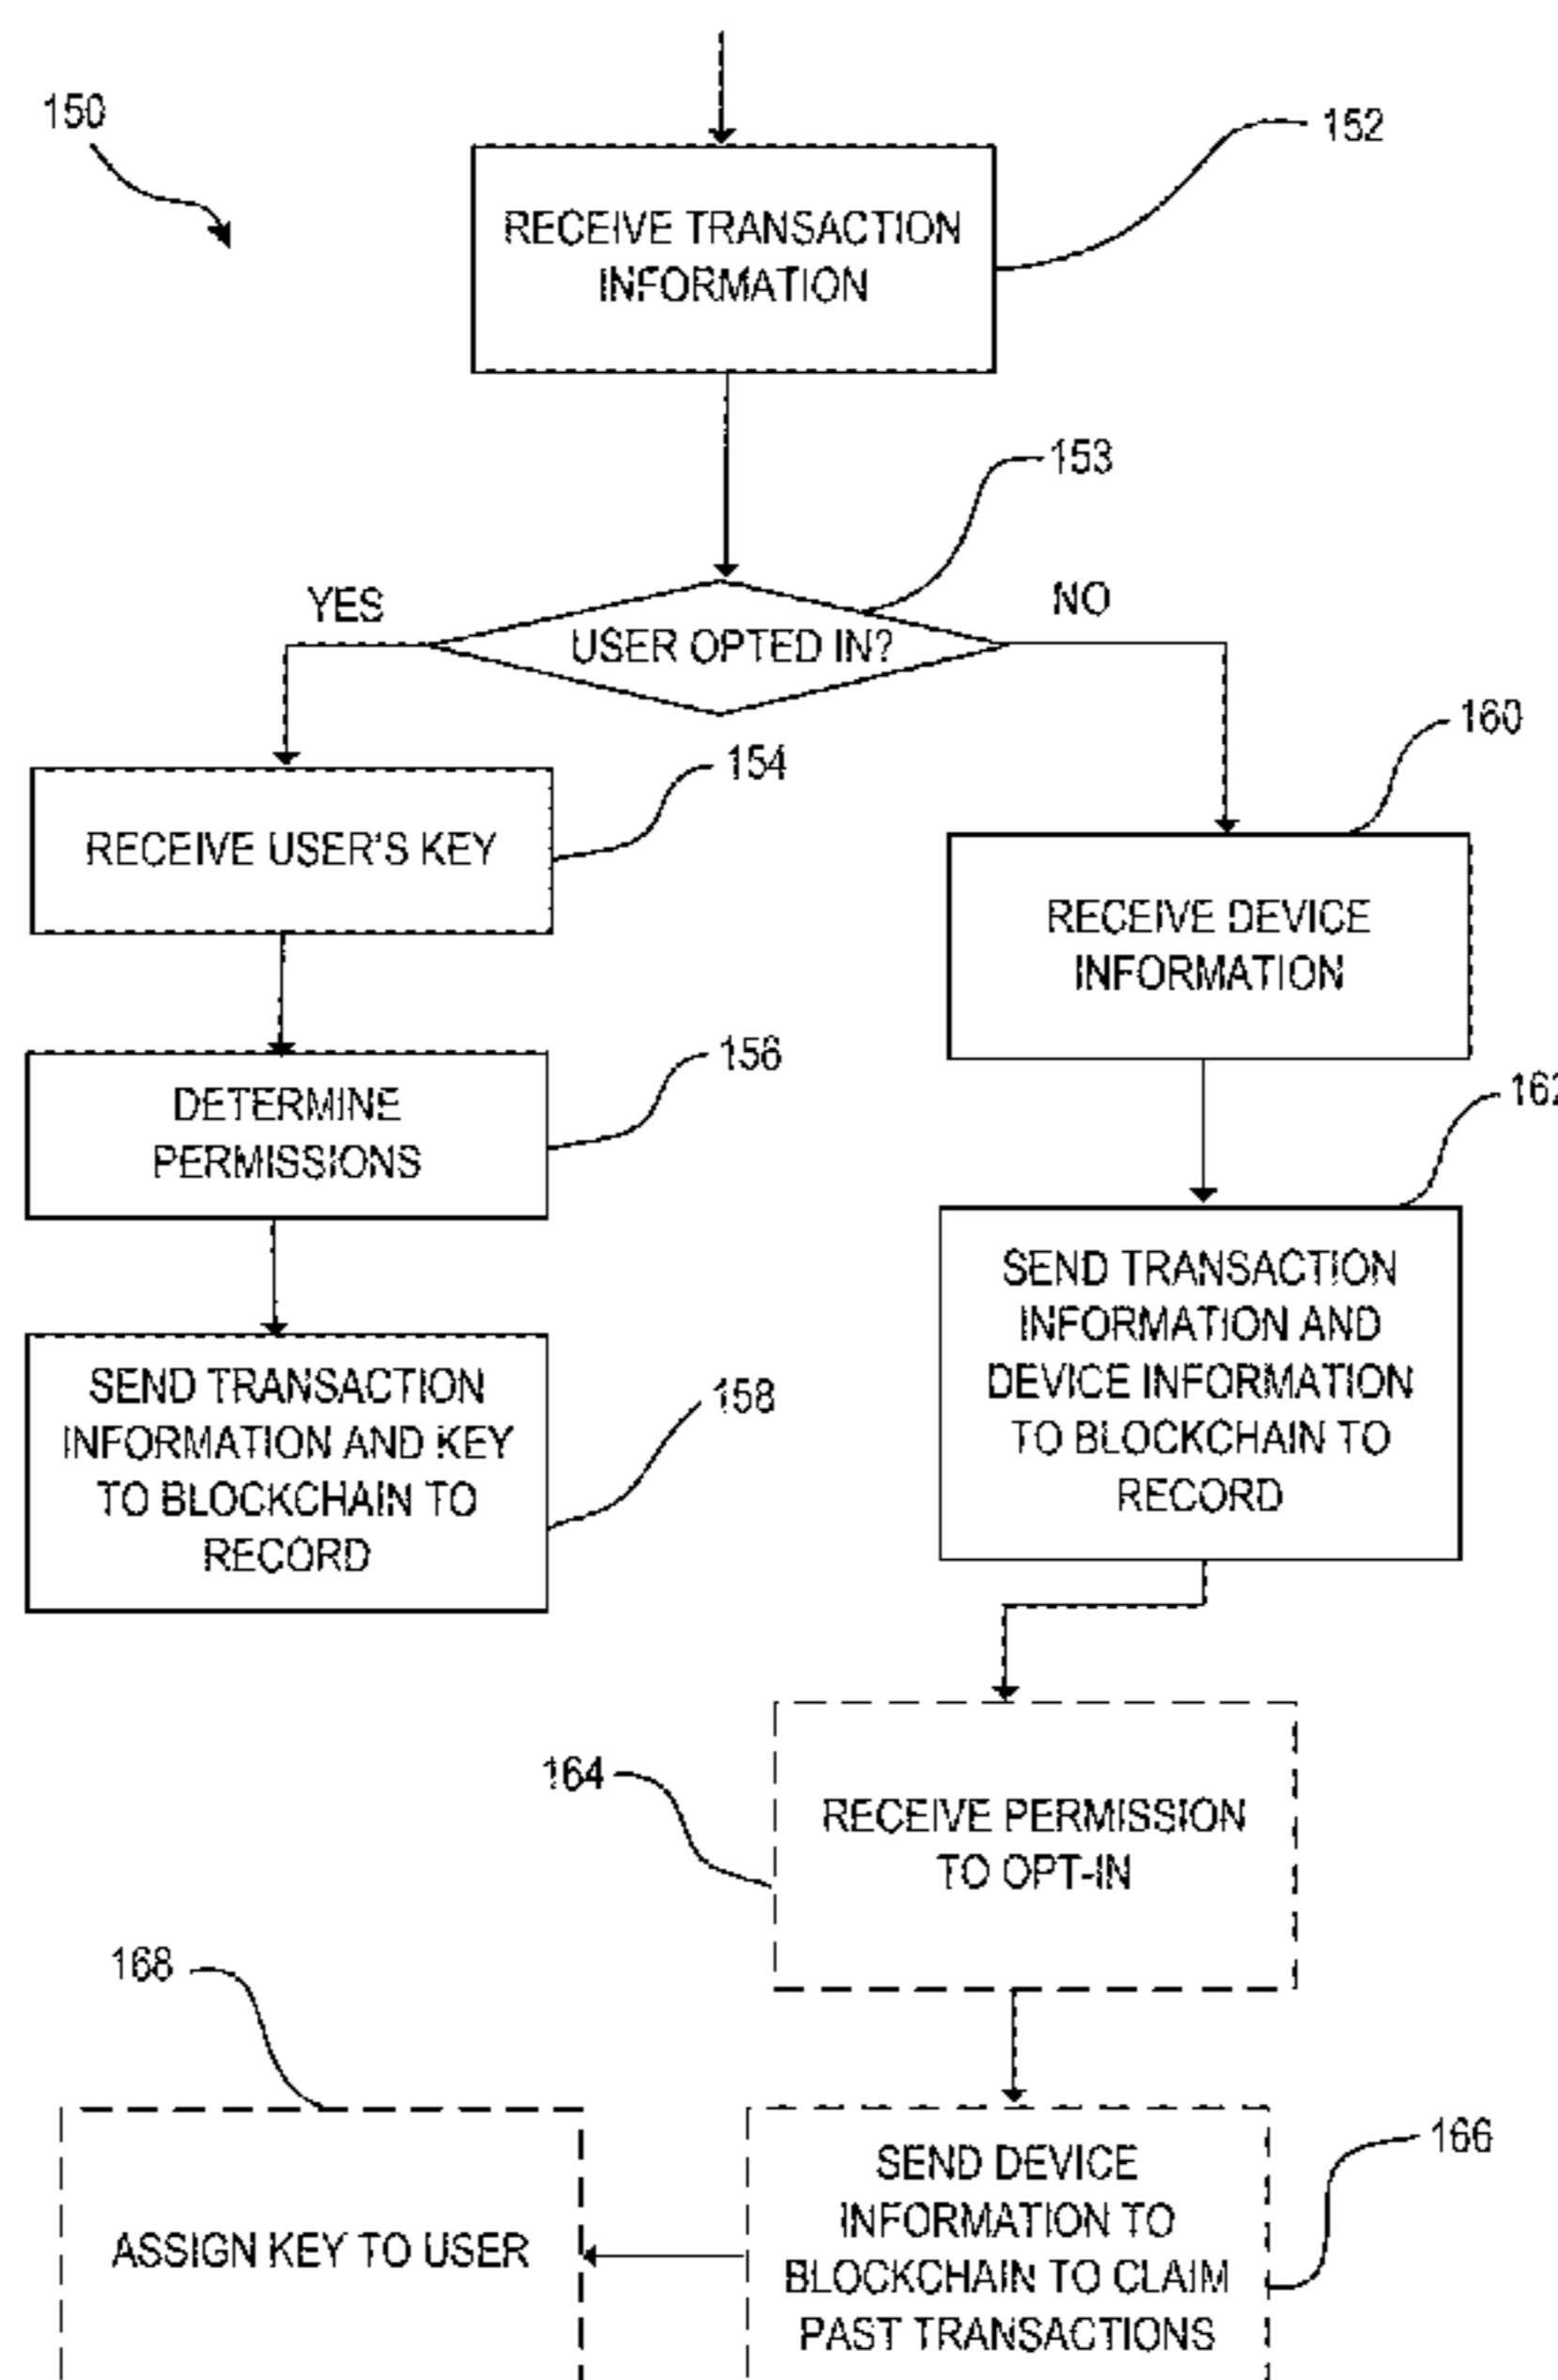 150
152
RECEIVE TRANSACTION
INFORMATION
153
YES
NO
USER OPTED IN?
160
154
RECEIVE USER'S KEY
RECEIVE DEVICE
INFORMATION
156
162
DETERMINE
PERMISSIONS
SEND TRANSACTION
INFORMATION AND
DEVICE INFORMATION
TO BLOCKCHAIN TO
RECORD
158
SEND TRANSACTION
INFORMATION AND KEY
TO BLOCKCHAIN TO
RECORD
164
RECEIVE PERMISSION
TO OPT-IN
168
166
SEND DEVICE
INFORMATION TO
BLOCKCHAIN TO CLAIM
PAST TRANSACTIONS
ASSIGN KEY TO USER